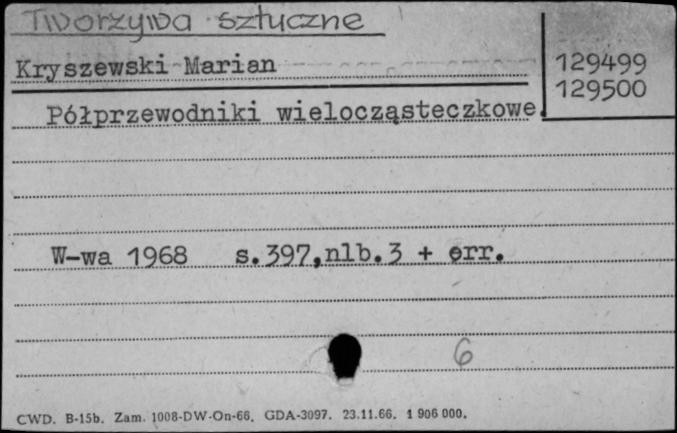 Tworzywa sztuczne
Kryszewski Marian
129499
129500
Półprzewodniki wielocząsteczkowe.
W-wa 1968 s.397,nlb.3 + err.
6
CWD. B-15b. Zam. 1008-DW-On-66. GDA-3097. 23.11.66. 1 906 000.